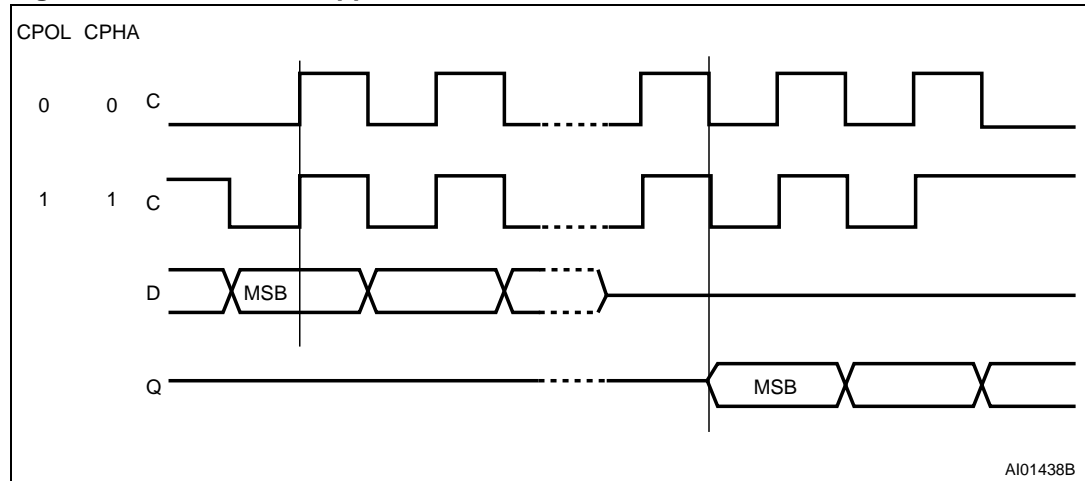 CPOL CPHA
0 0 C
1 1 C
D MSB
Q MSB
AI01438B